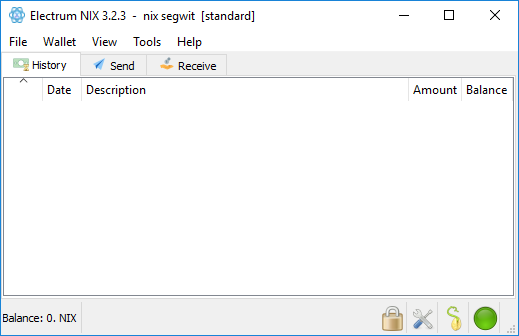 Electrum NIX 3.2.3 - nix segwit [standard]
File Wallet View Tools Help
History Send Receive
Date Description Amount Balance
Balance: 0. NIX